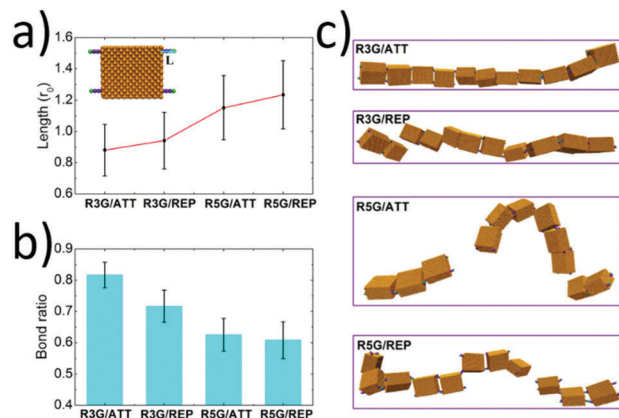 a)
Length (r₀)
1.6
1.4
1.2
1.0
0.8
0.6
L
R3G/ATT R3G/REP R5G/ATT R5G/REP
b)
Bond ratio
0.9
0.8
0.7
0.6
0.5
0.4
R3G/ATT R3G/REP R5G/ATT R5G/REP
c)
R3G/ATT
R3G/REP
R5G/ATT
R5G/REP